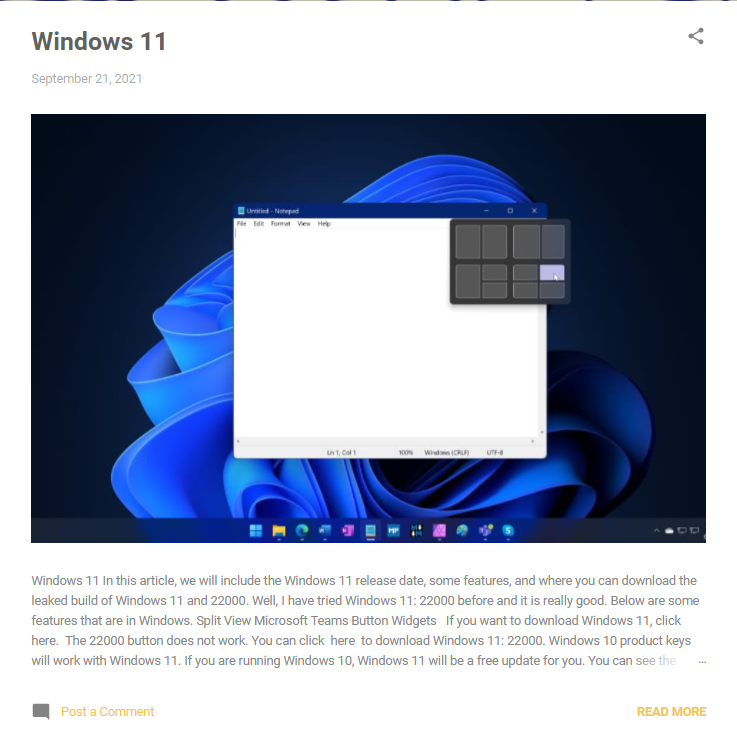 Windows 11
September 21, 2021
Untitled - Notepad
File Edit Format View Help
Ln 1, Col 1 100% Windows (CRLF) UTF-8
MP
Windows 11 In this article, we will include the Windows 11 release date, some features, and where you can download the
leaked build of Windows 11 and 22000. Well, I have tried Windows 11: 22000 before and it is really good. Below are some
features that are in Windows. Split View Microsoft Teams Button Widgets If you want to download Windows 11, click
here. The 22000 button does not work. You can click here to download Windows 11: 22000. Windows 10 product keys
will work with Windows 11. If you are running Windows 10, Windows 11 will be a free update for you. You can see the ...
Post a Comment
READ MORE